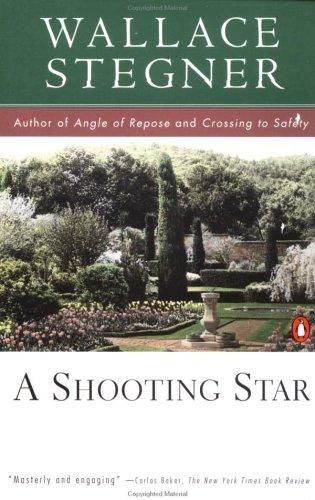 WALLACE
STEGNER
Author of Angle of Repose and Crossing to Safety
A SHOOTING STAR
"Masterly and engaging" —Carlos Baker, The New York Times Book Review